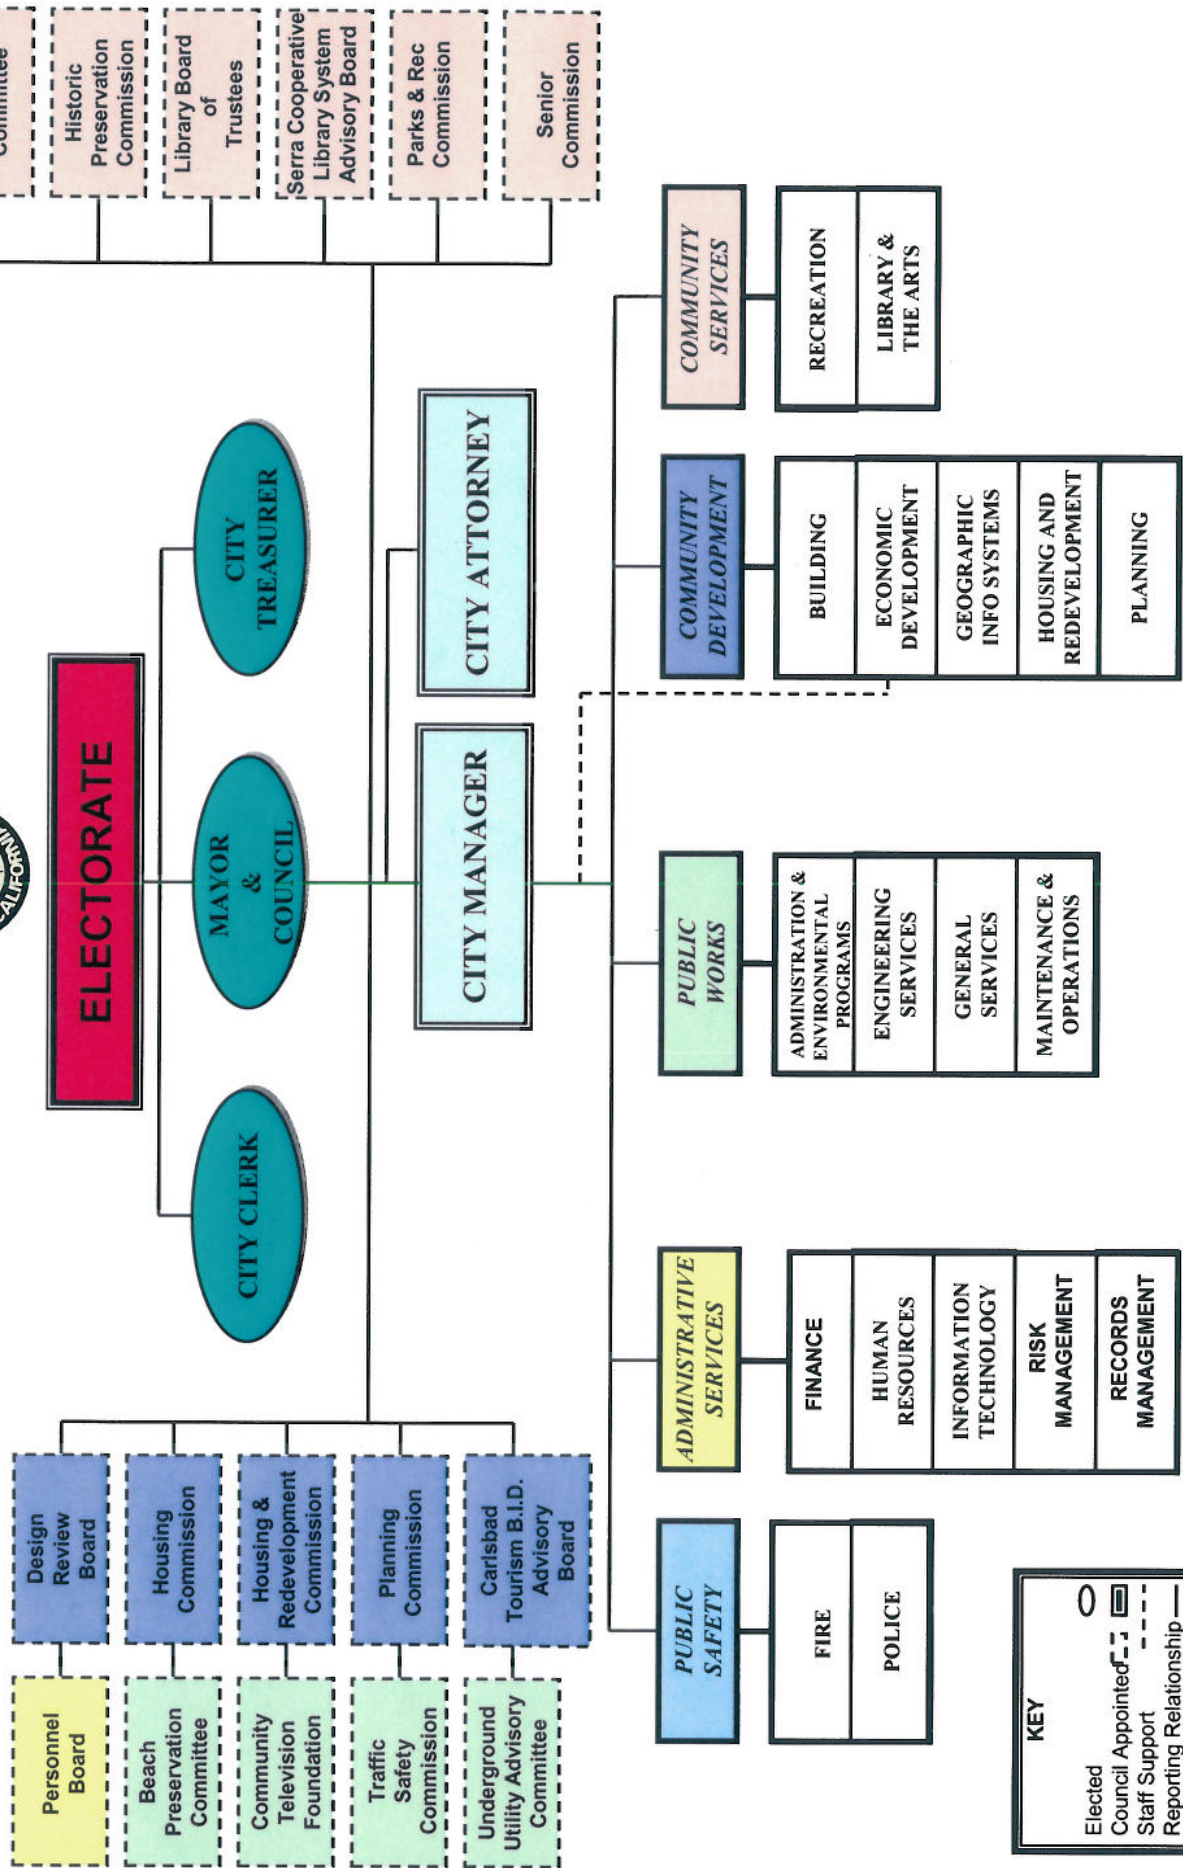 CALIFORNIA
ELECTORATE
CITY CLERK
MAYOR
&
COUNCIL
CITY
TREASURER
CITY MANAGER
CITY ATTORNEY
Personnel
Board
Design
Review
Board
Beach
Preservation
Committee
Housing
Commission
Community
Television
Foundation
Housing &
Redevelopment
Commission
Traffic
Safety
Commission
Planning
Commission
Underground
Utility Advisory
Committee
Carlsbad
Tourism B.I.D.
Advisory
Board
Committee
Historic
Preservation
Commission
Library Board
of
Trustees
Serra Cooperative
Library System
Advisory Board
Parks & Rec
Commission
Senior
Commission
PUBLIC
SAFETY
FIRE
POLICE
ADMINISTRATIVE
SERVICES
FINANCE
HUMAN
RESOURCES
INFORMATION
TECHNOLOGY
RISK
MANAGEMENT
RECORDS
MANAGEMENT
PUBLIC
WORKS
ADMINISTRATION &
ENVIRONMENTAL
PROGRAMS
ENGINEERING
SERVICES
GENERAL
SERVICES
MAINTENANCE &
OPERATIONS
COMMUNITY
DEVELOPMENT
BUILDING
ECONOMIC
DEVELOPMENT
GEOGRAPHIC
INFO SYSTEMS
HOUSING AND
REDEVELOPMENT
PLANNING
COMMUNITY
SERVICES
RECREATION
LIBRARY &
THE ARTS
KEY
Elected
Council Appointed
Staff Support
Reporting Relationship